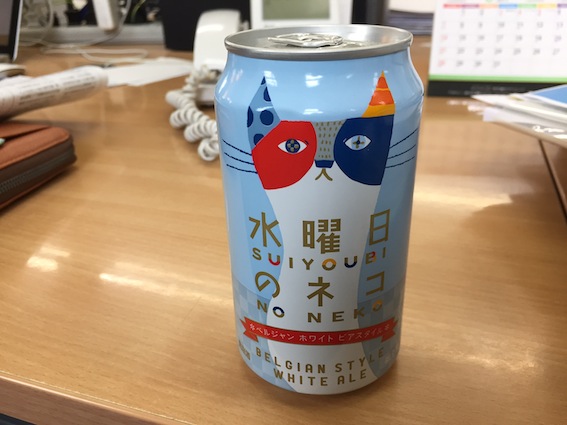 水曜日
SUIYOUBI
のネコ
NO NEKO
ベルジャン ホワイト ビアスタイル
BELGIAN STYLE
WHITE ALE